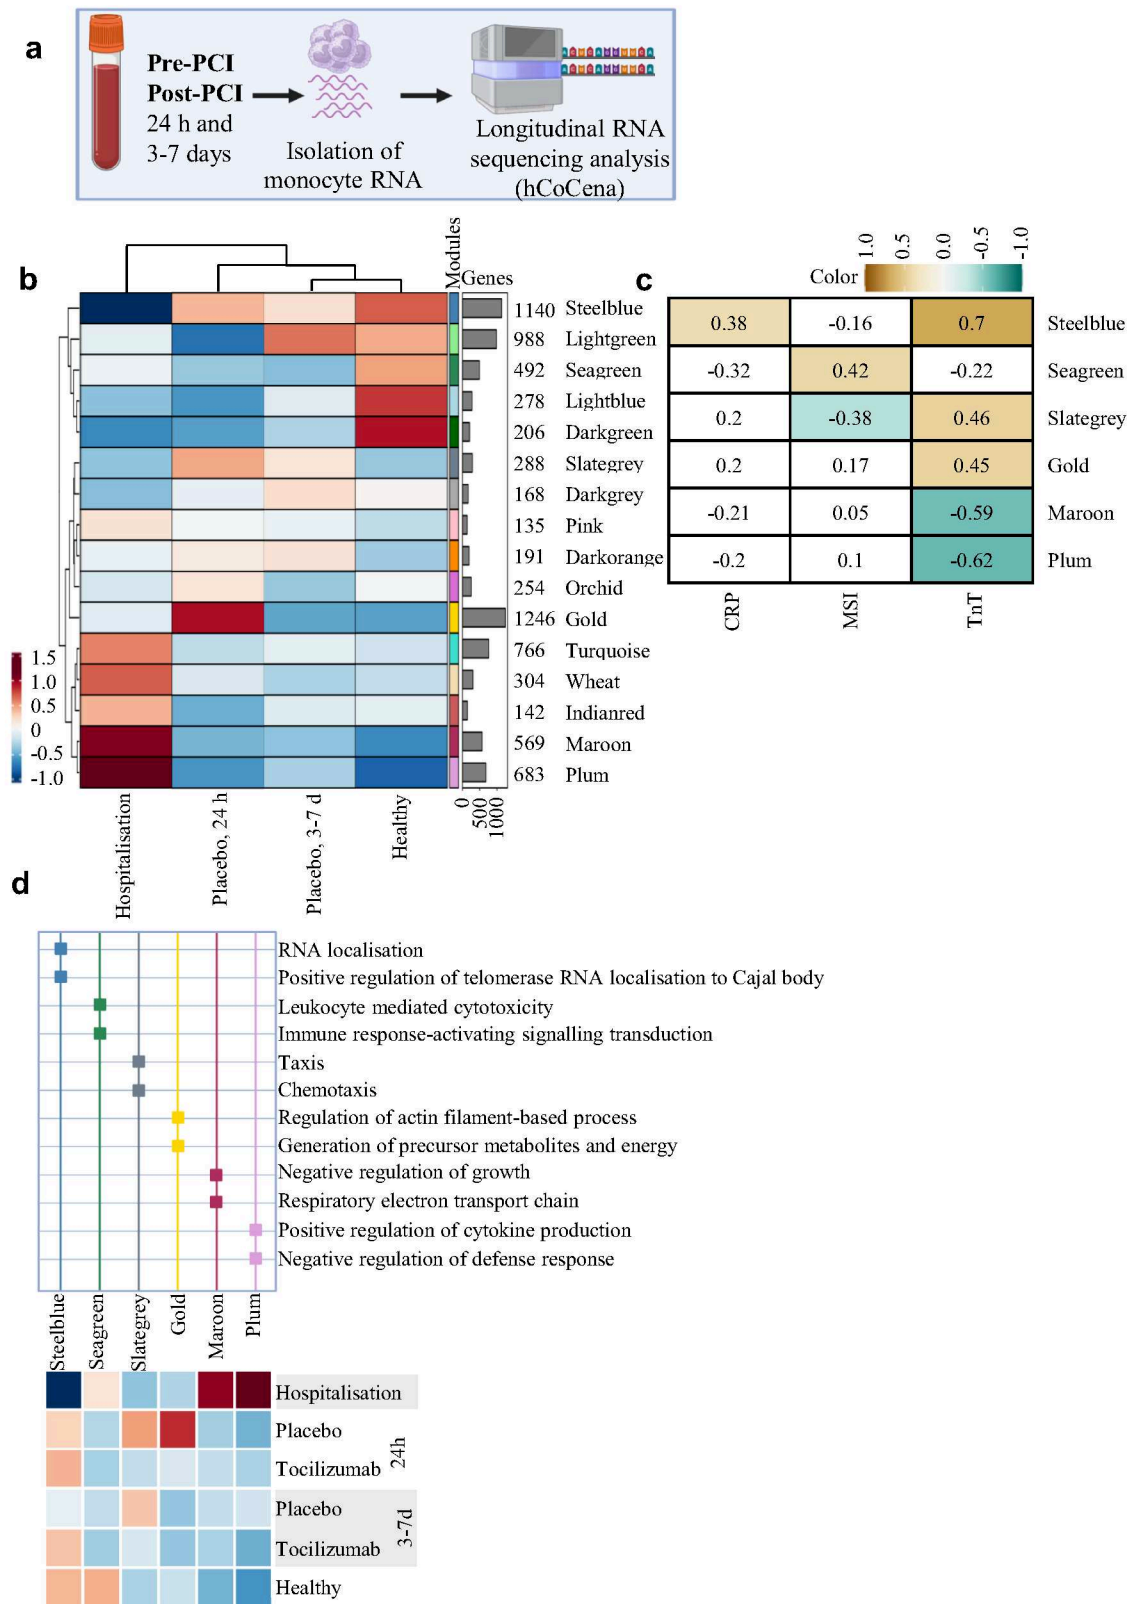 a
Pre-PCI
Post-PCI
24 h and
3-7 days
Isolation of
monocyte RNA
Longitudinal RNA
sequencing analysis
(hCoCena)
b
Modules
Genes
1140 Steelblue
988 Lightgreen
492 Seagreen
278 Lightblue
206 Darkgreen
288 Slategrey
168 Darkgrey
135 Pink
191 Darkorange
254 Orchid
1246 Gold
766 Turquoise
304 Wheat
142 Indianred
569 Maroon
683 Plum
1.5
1.0
0.5
0
-0.5
-1.0
0
500
1000
Hospitalisation
Placebo, 24 h
Placebo, 3-7 d
Healthy
c
Color
1.0
0.5
0.0
-0.5
-1.0
0.38 -0.16 0.7 Steelblue
-0.32 0.42 -0.22 Seagreen
0.2 -0.38 0.46 Slategrey
0.2 0.17 0.45 Gold
-0.21 0.05 -0.59 Maroon
-0.2 0.1 -0.62 Plum
CRP
MSI
TnT
d
RNA localisation
Positive regulation of telomerase RNA localisation to Cajal body
Leukocyte mediated cytotoxicity
Immune response-activating signalling transduction
Taxis
Chemotaxis
Regulation of actin filament-based process
Generation of precursor metabolites and energy
Negative regulation of growth
Respiratory electron transport chain
Positive regulation of cytokine production
Negative regulation of defense response
Steelblue
Seagreen
Slategrey
Gold
Maroon
Plum
Hospitalisation
Placebo
Tocilizumab
24h
Placebo
Tocilizumab
3-7d
Healthy